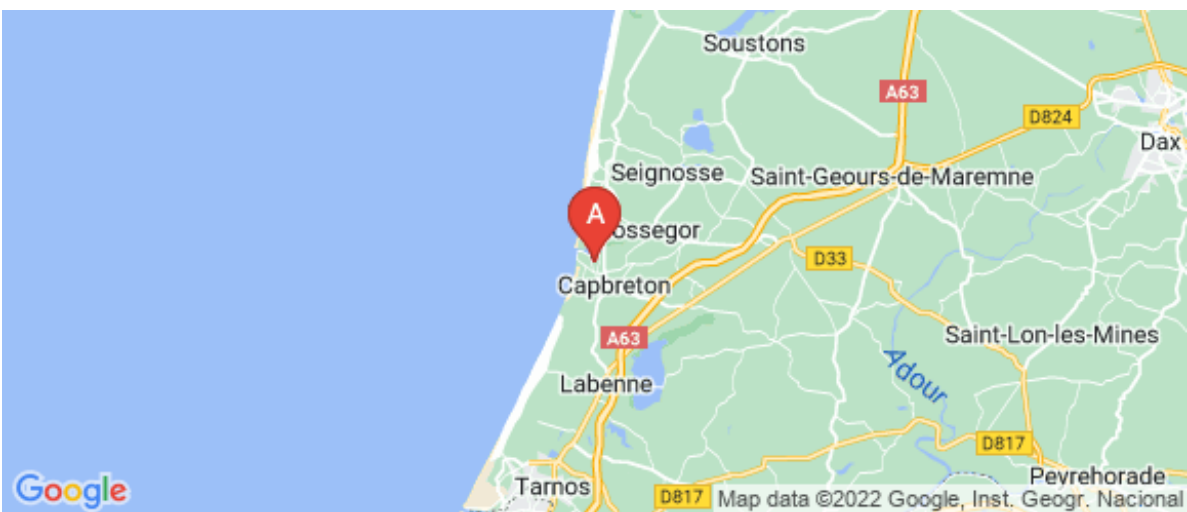 Soustons
A63
D824
Dax
Seignosse
Saint-Geours-de-Maremne
A
ossegor
D33
Capbreton
A63
Saint-Lon-les-Mines
Adour
Labenne
D817
Peyrehorade
Google
Tarnos
D817
Map data ©2022 Google, Inst. Geogr. Nacional